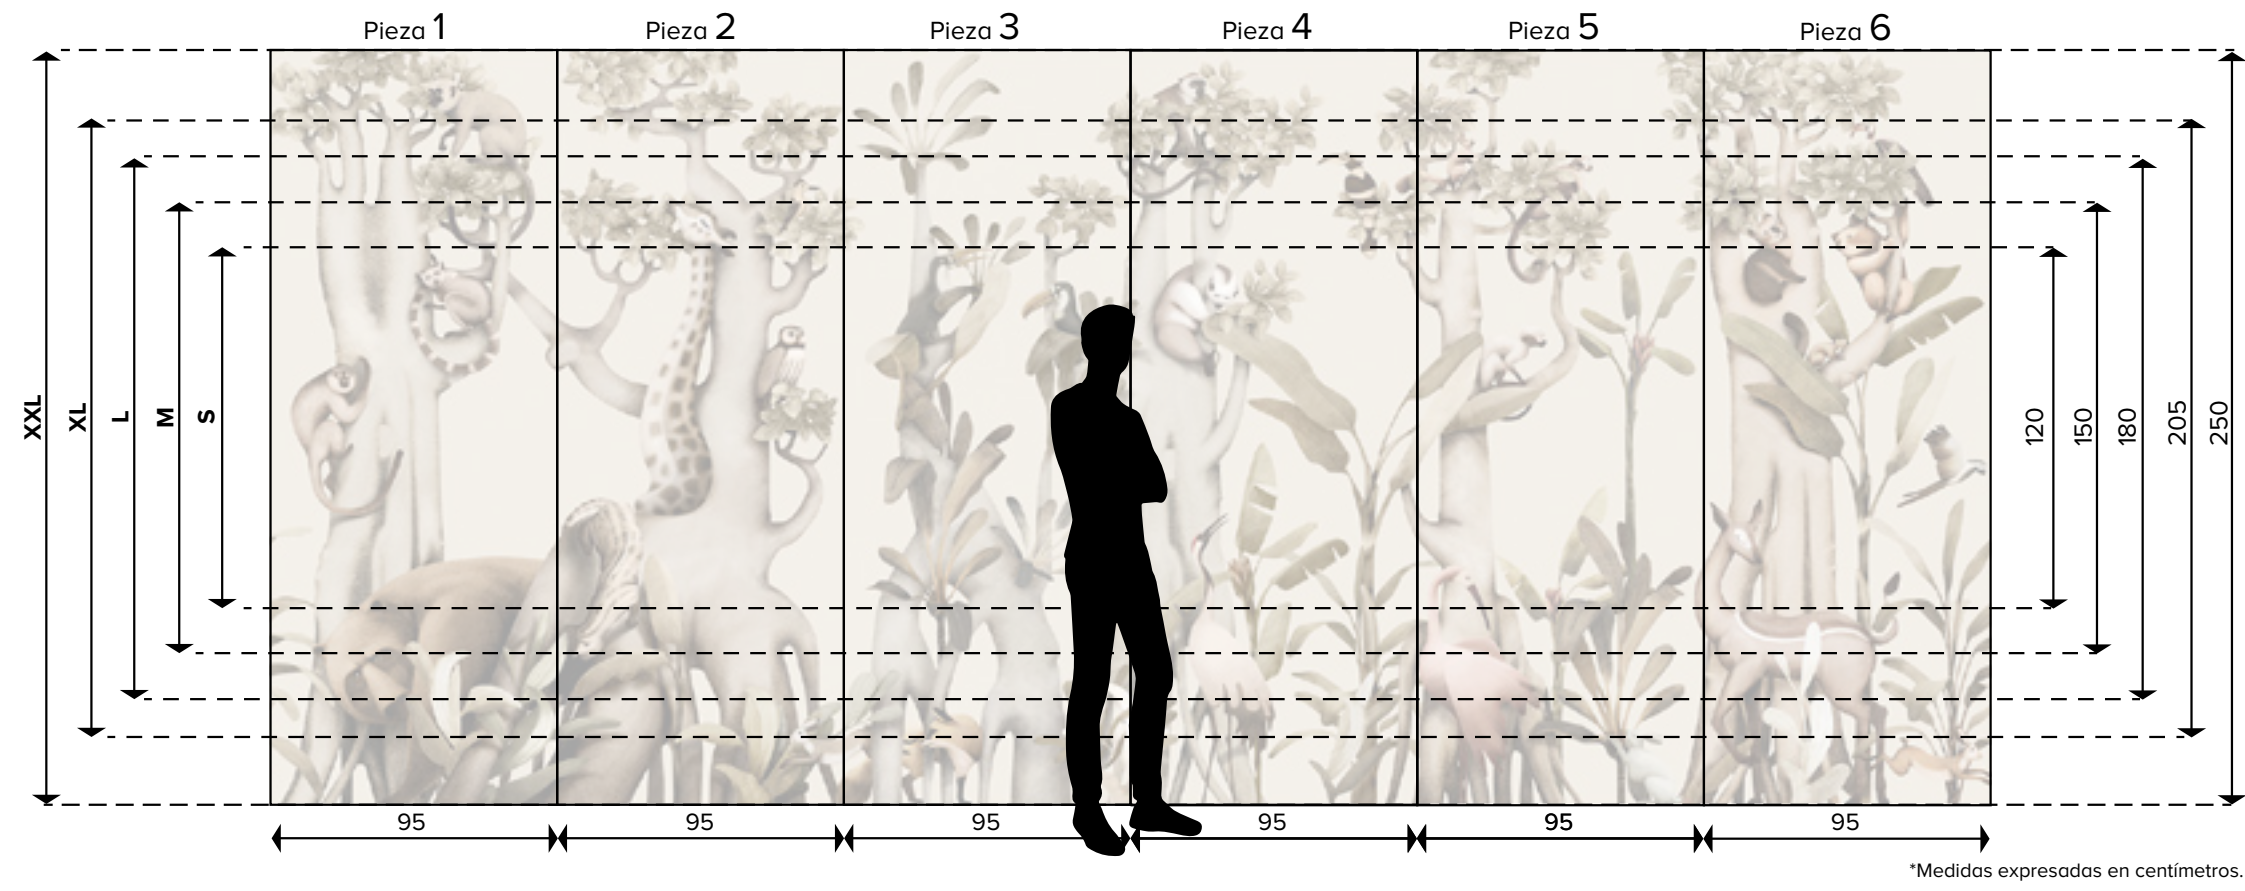 Pieza 1
Pieza 2
Pieza 3
Pieza 4
Pieza 5
Pieza 6
XXL
XL
L
M
S
120
150
180
205
250
95
95
95
95
95
95
*Medidas expresadas en centímetros.